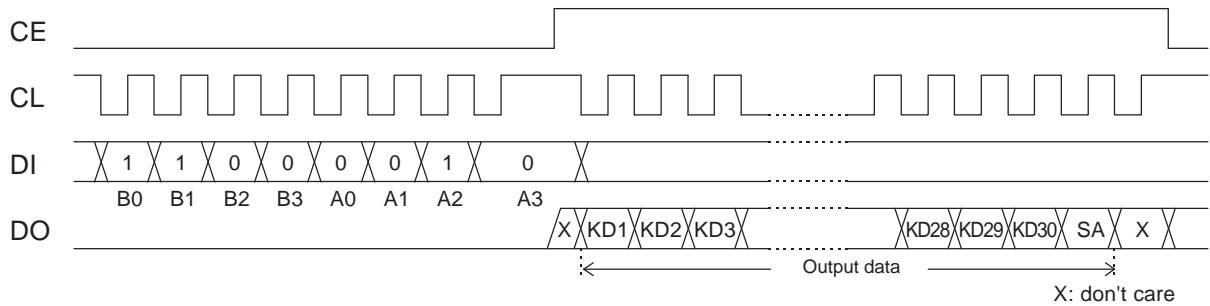 CE
CL
DI 1 1 0 0 0 0 1 0
B0 B1 B2 B3 A0 A1 A2 A3
DO X KD1 KD2 KD3 KD28 KD29 KD30 SA X
Output data
X: don't care